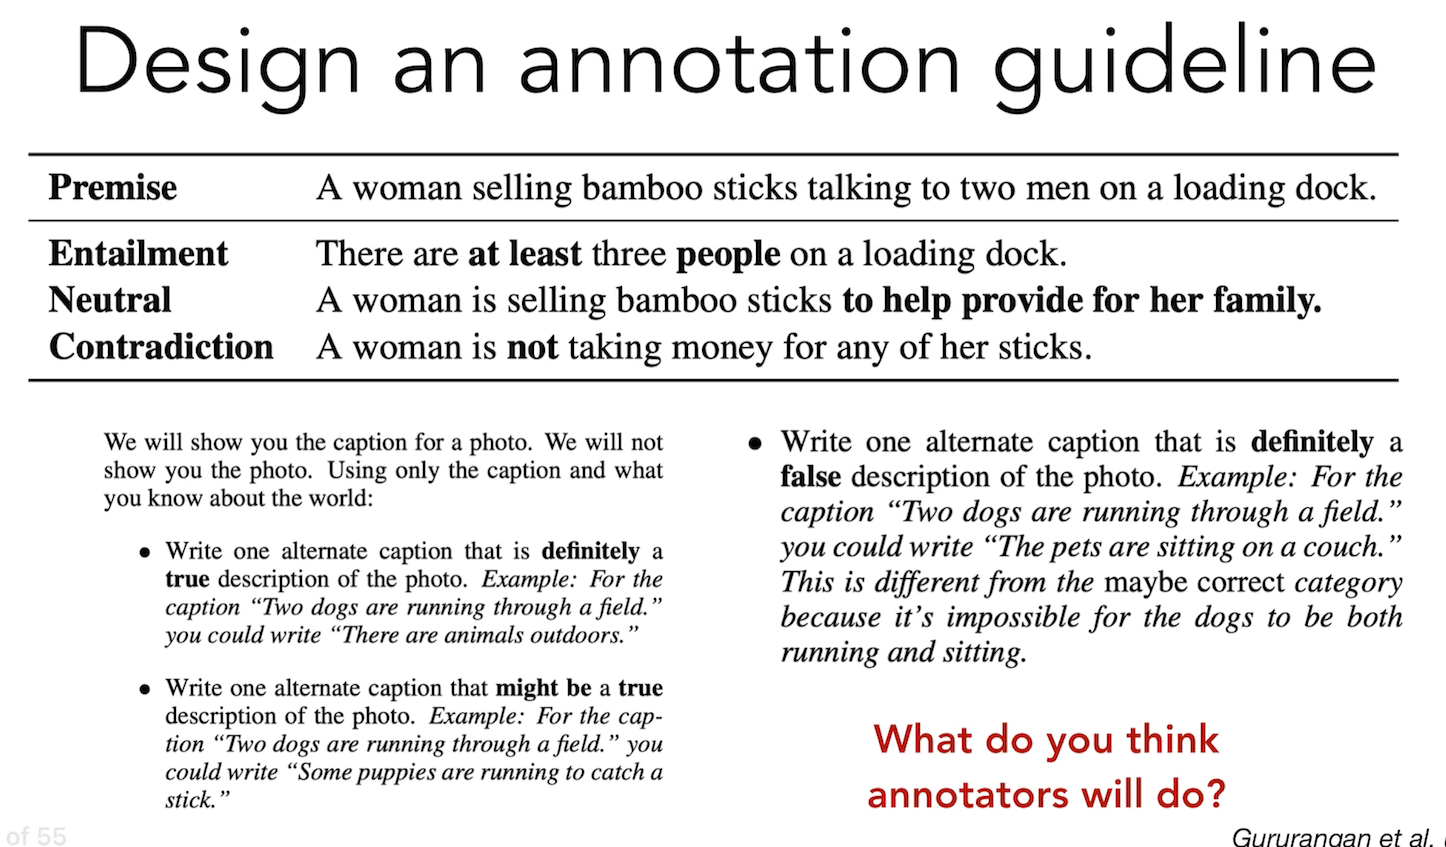 Design an annotation guideline
Premise A woman selling bamboo sticks talking to two men on a loading dock.
Entailment There are at least three people on a loading dock.
Neutral A woman is selling bamboo sticks to help provide for her family.
Contradiction A woman is not taking money for any of her sticks.
We will show you the caption for a photo. We will not
show you the photo. Using only the caption and what
you know about the world:
• Write one alternate caption that is definitely a
true description of the photo. Example: For the
caption “Two dogs are running through a field.”
you could write “There are animals outdoors.”
• Write one alternate caption that might be a true
description of the photo. Example: For the cap-
tion “Two dogs are running through a field.” you
could write “Some puppies are running to catch a
stick.”
• Write one alternate caption that is definitely a
false description of the photo. Example: For the
caption “Two dogs are running through a field.”
you could write “The pets are sitting on a couch.”
This is different from the maybe correct category
because it’s impossible for the dogs to be both
running and sitting.
What do you think
annotators will do?
of 55
Gururangan et al.